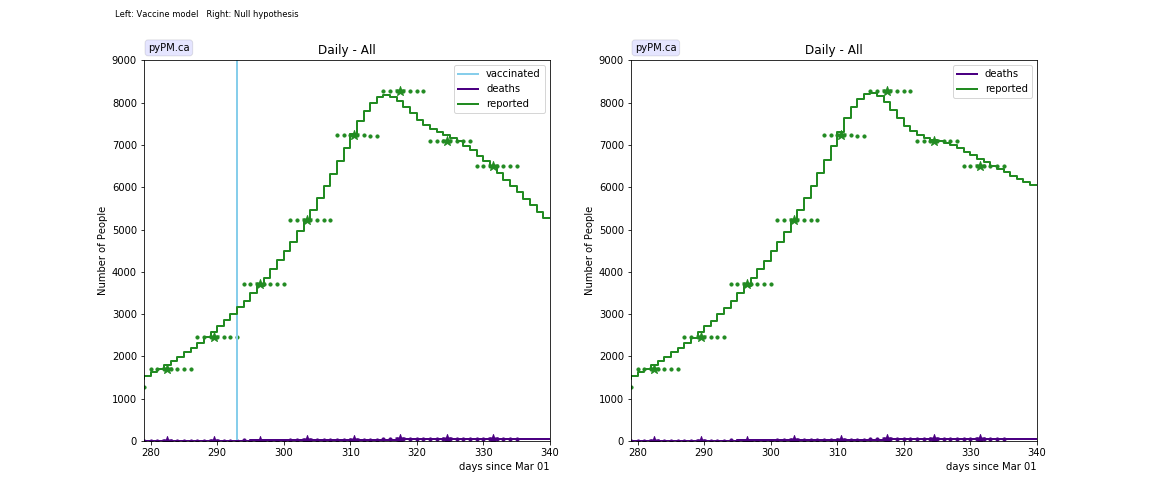 Left: Vaccine model   Right: Null hypothesis
pyPM.ca
Daily - All
Number of People
9000
8000
7000
6000
5000
4000
3000
2000
1000
0
vaccinated
deaths
reported
280
290
300
310
320
330
340
days since Mar 01
pyPM.ca
Daily - All
Number of People
9000
8000
7000
6000
5000
4000
3000
2000
1000
0
deaths
reported
280
290
300
310
320
330
340
days since Mar 01